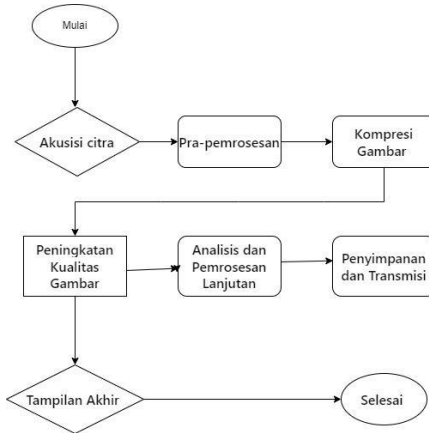 Mulai
Akusisi citra
Pra-pemrosesan
Kompresi
Gambar
Peningkatan
Kualitas
Gambar
Analisis dan
Pemrosesan
Lanjutan
Penyimpanan
dan Transmisi
Tampilan Akhir
Selesai